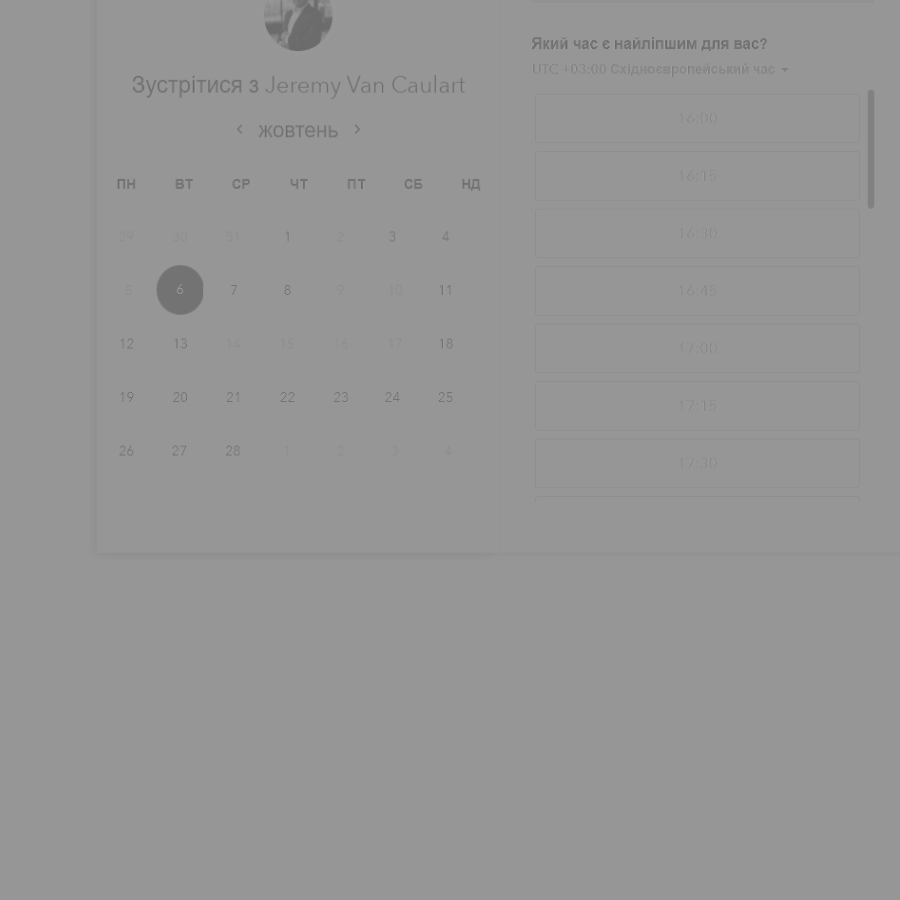 Зустрітися з Jeremy Van Caulart
жовтень
ПН ВТ СР ЧТ ПТ СБ НД
29 30 31 1 2 3 4
5 6 7 8 9 10 11
12 13 14 15 16 17 18
19 20 21 22 23 24 25
26 27 28 1 2 3 4
Який час є найліпшим для вас?
UTC +03:00 Східноєвропейський час
16:00
16:15
16:30
16:45
17:00
17:15
17:30